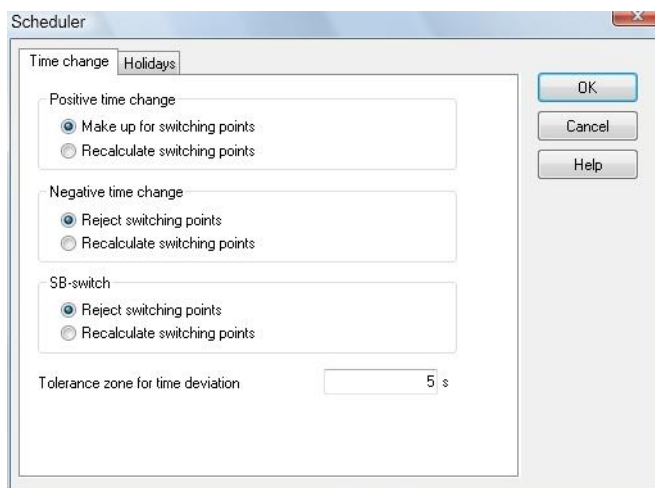 Scheduler
Time change Holidays
Positive time change
Make up for switching points
Recalculate switching points
Negative time change
Reject switching points
Recalculate switching points
SB-switch
Reject switching points
Recalculate switching points
Tolerance zone for time deviation 5 s
OK
Cancel
Help